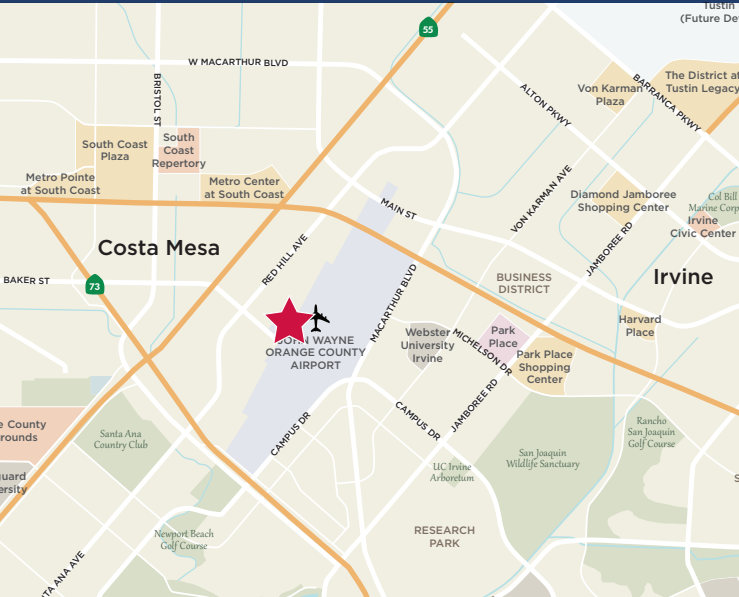 Tustin
(Future De
55
W MACARTHUR BLVD
BRISTOL ST
ALTON PKWY
Von Karman
Plaza
BARRANCA PKWY
The District at
Tustin Legacy
South Coast
Plaza
South
Coast
Repertory
Metro Pointe
at South Coast
Metro Center
at South Coast
MAIN ST
VON KARMAN AVE
Diamond Jamboree
Shopping Center
Col Bill
Marine Corp
Irvine
Civic Center
JAMBOREE RD
Costa Mesa
RED HILL AVE
BAKER ST
73
MACARTHUR BLVD
BUSINESS
DISTRICT
Irvine
JOHN WAYNE
ORANGE COUNTY
AIRPORT
Webster
University
Irvine
MICHELSON DR
Park
Place
Park Place
Shopping
Center
Harvard
Place
JAMBOREE RD
CAMPUS DR
CAMPUS DR
e County
rounds
Santa Ana
Country Club
Rancho
San Joaquin
Golf Course
San Joaquin
Wildlife Sanctuary
UC Irvine
Arboretum
uard
ersity
S
Newport Beach
Golf Course
RESEARCH
PARK
TA ANA AVE